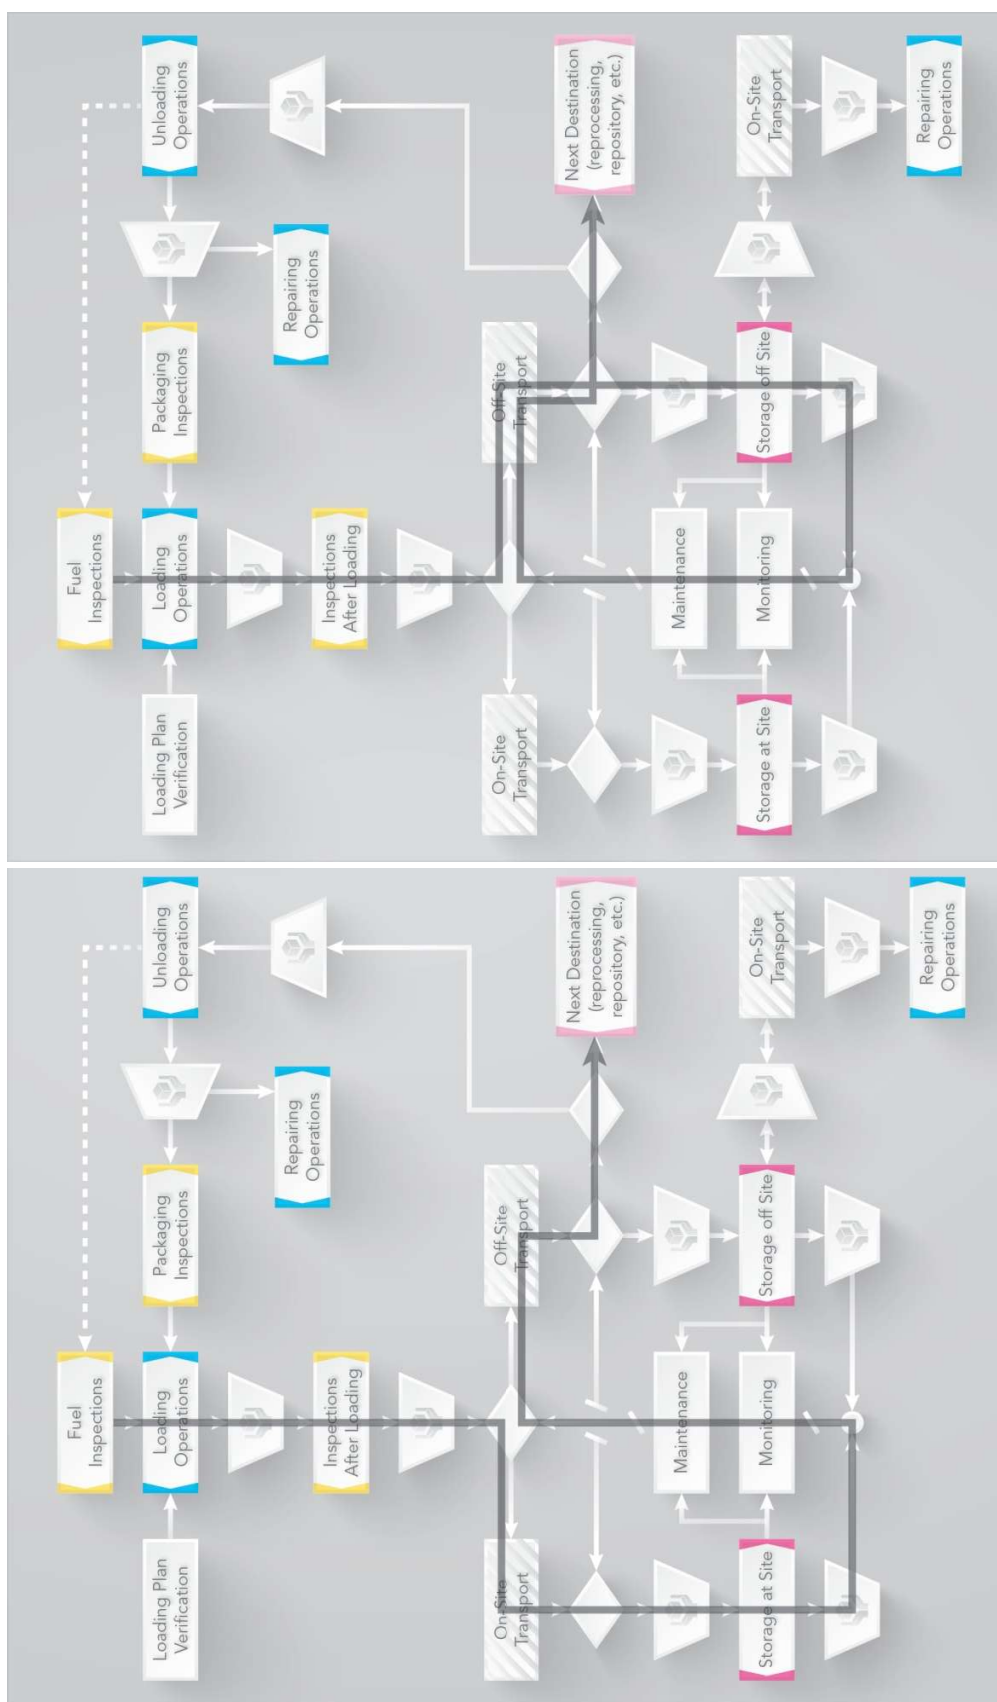 Fuel
Inspections
Loading Plan
Verification
Loading
Operations
Packaging
Inspections
Unloading
Operations
Repairing
Operations
Inspections
After Loading
On-Site
Transport
Off-Site
Transport
Next Destination
(reprocessing,
repository, etc.)
Maintenance
Monitoring
Storage at Site
Storage off Site
On-Site
Transport
Repairing
Operations
Fuel
Inspections
Loading Plan
Verification
Loading
Operations
Packaging
Inspections
Unloading
Operations
Repairing
Operations
Inspections
After Loading
On-Site
Transport
Off-Site
Transport
Next Destination
(reprocessing,
repository, etc.)
Maintenance
Monitoring
Storage at Site
Storage off Site
On-Site
Transport
Repairing
Operations